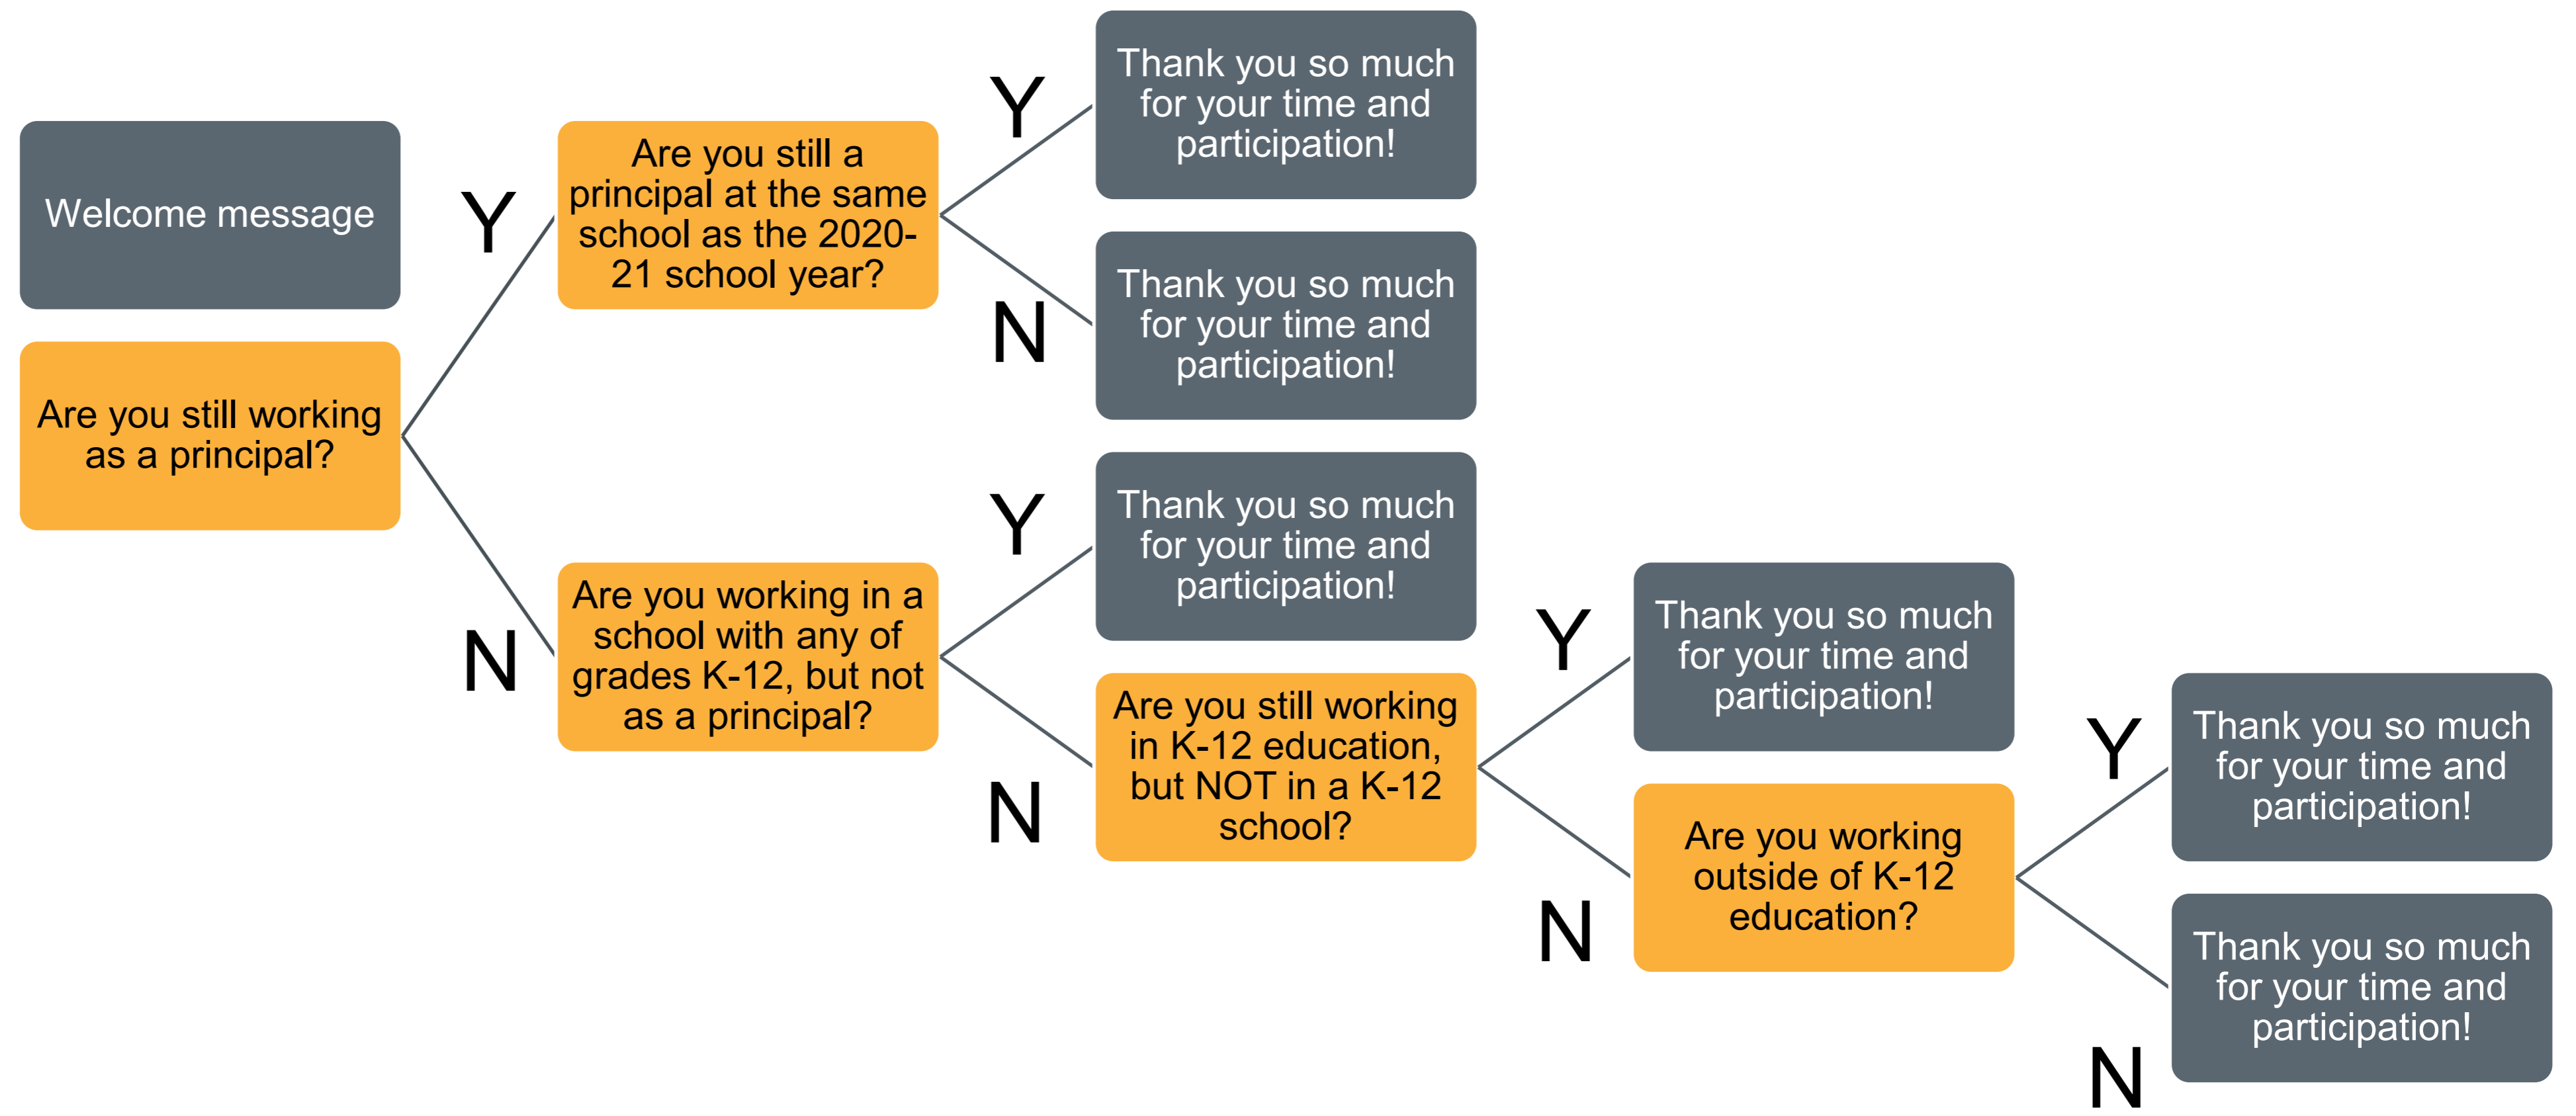 Welcome message
Are you still working
as a principal?
Y
N
Are you still a
principal at the same
school as the 2020-
21 school year?
Y
N
Thank you so much
for your time and
participation!
Thank you so much
for your time and
participation!
Are you working in a
school with any of
grades K-12, but not
as a principal?
Y
N
Thank you so much
for your time and
participation!
Are you still working
in K-12 education,
but NOT in a K-12
school?
Y
N
Thank you so much
for your time and
participation!
Are you working
outside of K-12
education?
Y
N
Thank you so much
for your time and
participation!
Thank you so much
for your time and
participation!